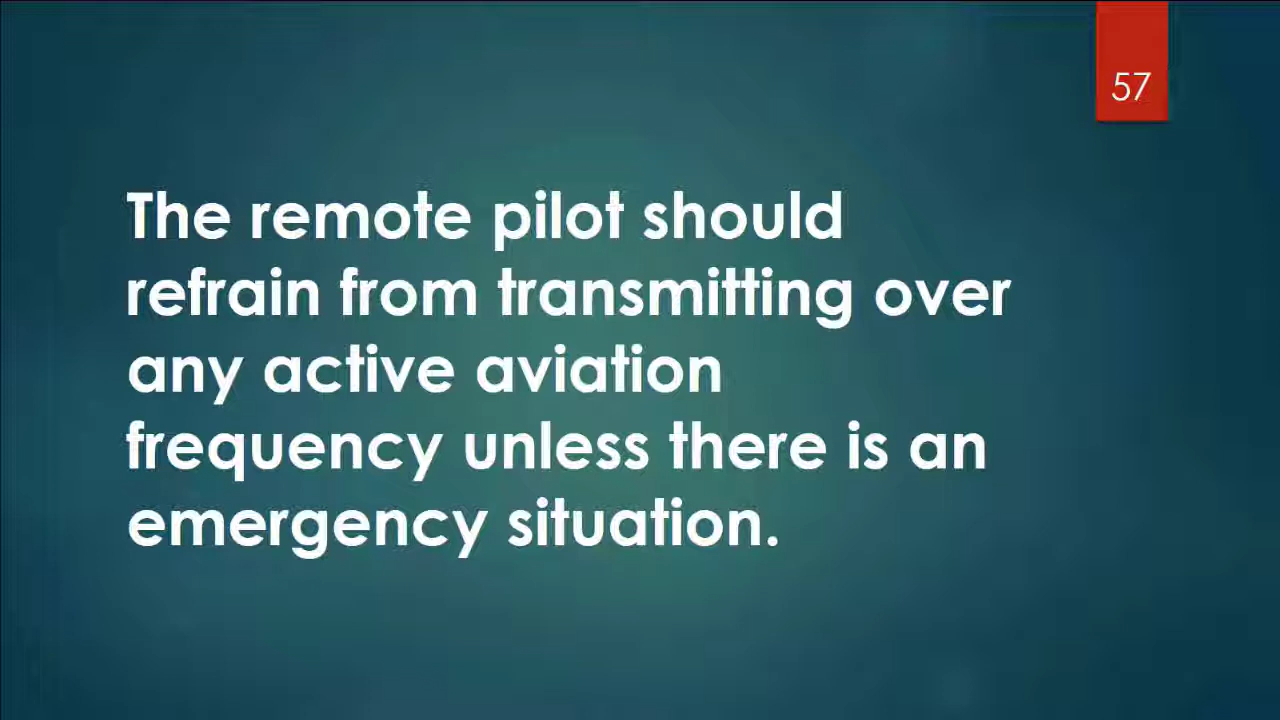 57
The remote pilot should
refrain from transmitting over
any active aviation
frequency unless there is an
emergency situation.